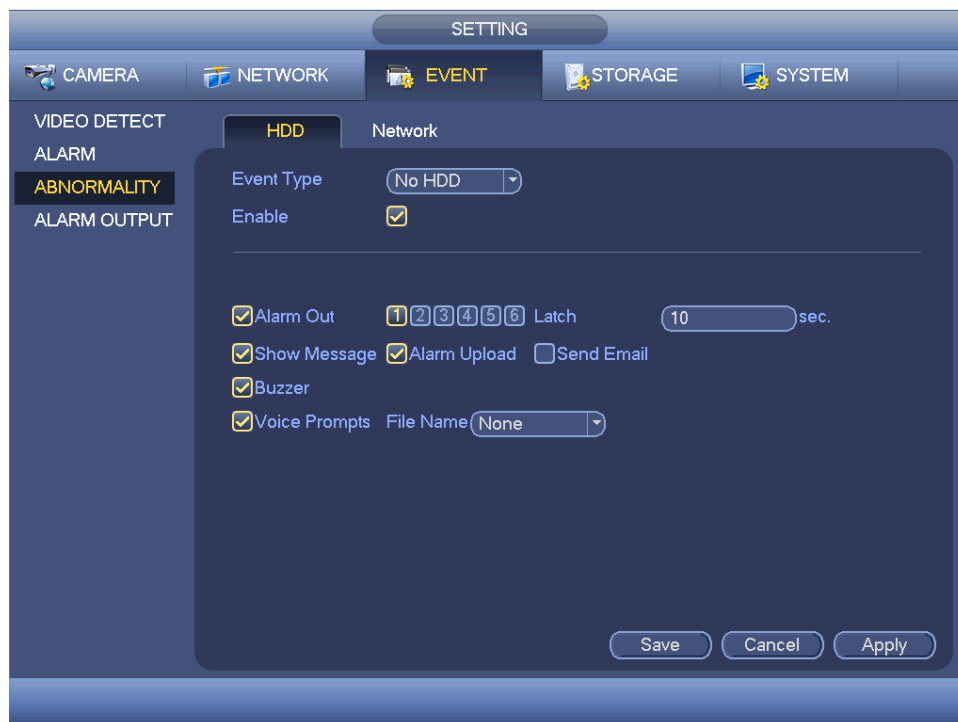 SETTING
CAMERA NETWORK EVENT STORAGE SYSTEM
VIDEO DETECT
ALARM
ABNORMALITY
ALARM OUTPUT
HDD Network
Event Type No HDD
Enable
Alarm Out 1 2 3 4 5 6 Latch 10 sec.
Show Message Alarm Upload Send Email
Buzzer
Voice Prompts File Name None
Save Cancel Apply